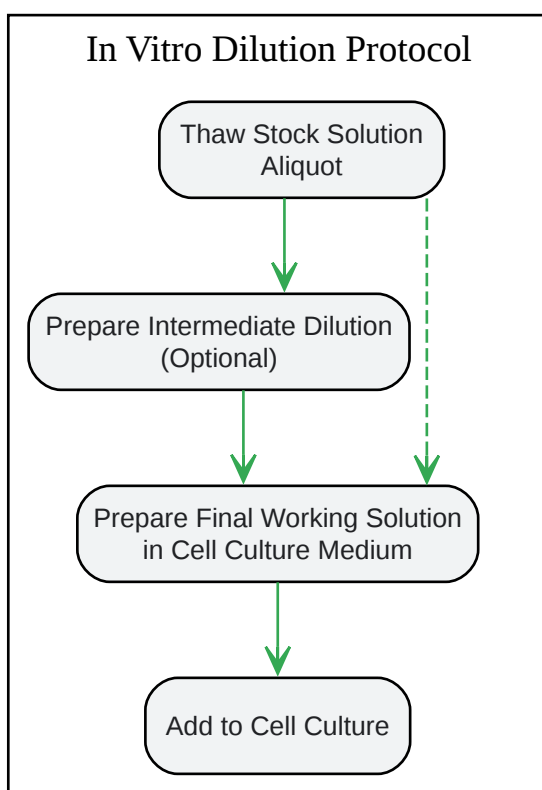 In Vitro Dilution Protocol
Thaw Stock Solution
Aliquot
Prepare Intermediate Dilution
(Optional)
Prepare Final Working Solution
in Cell Culture Medium
Add to Cell Culture